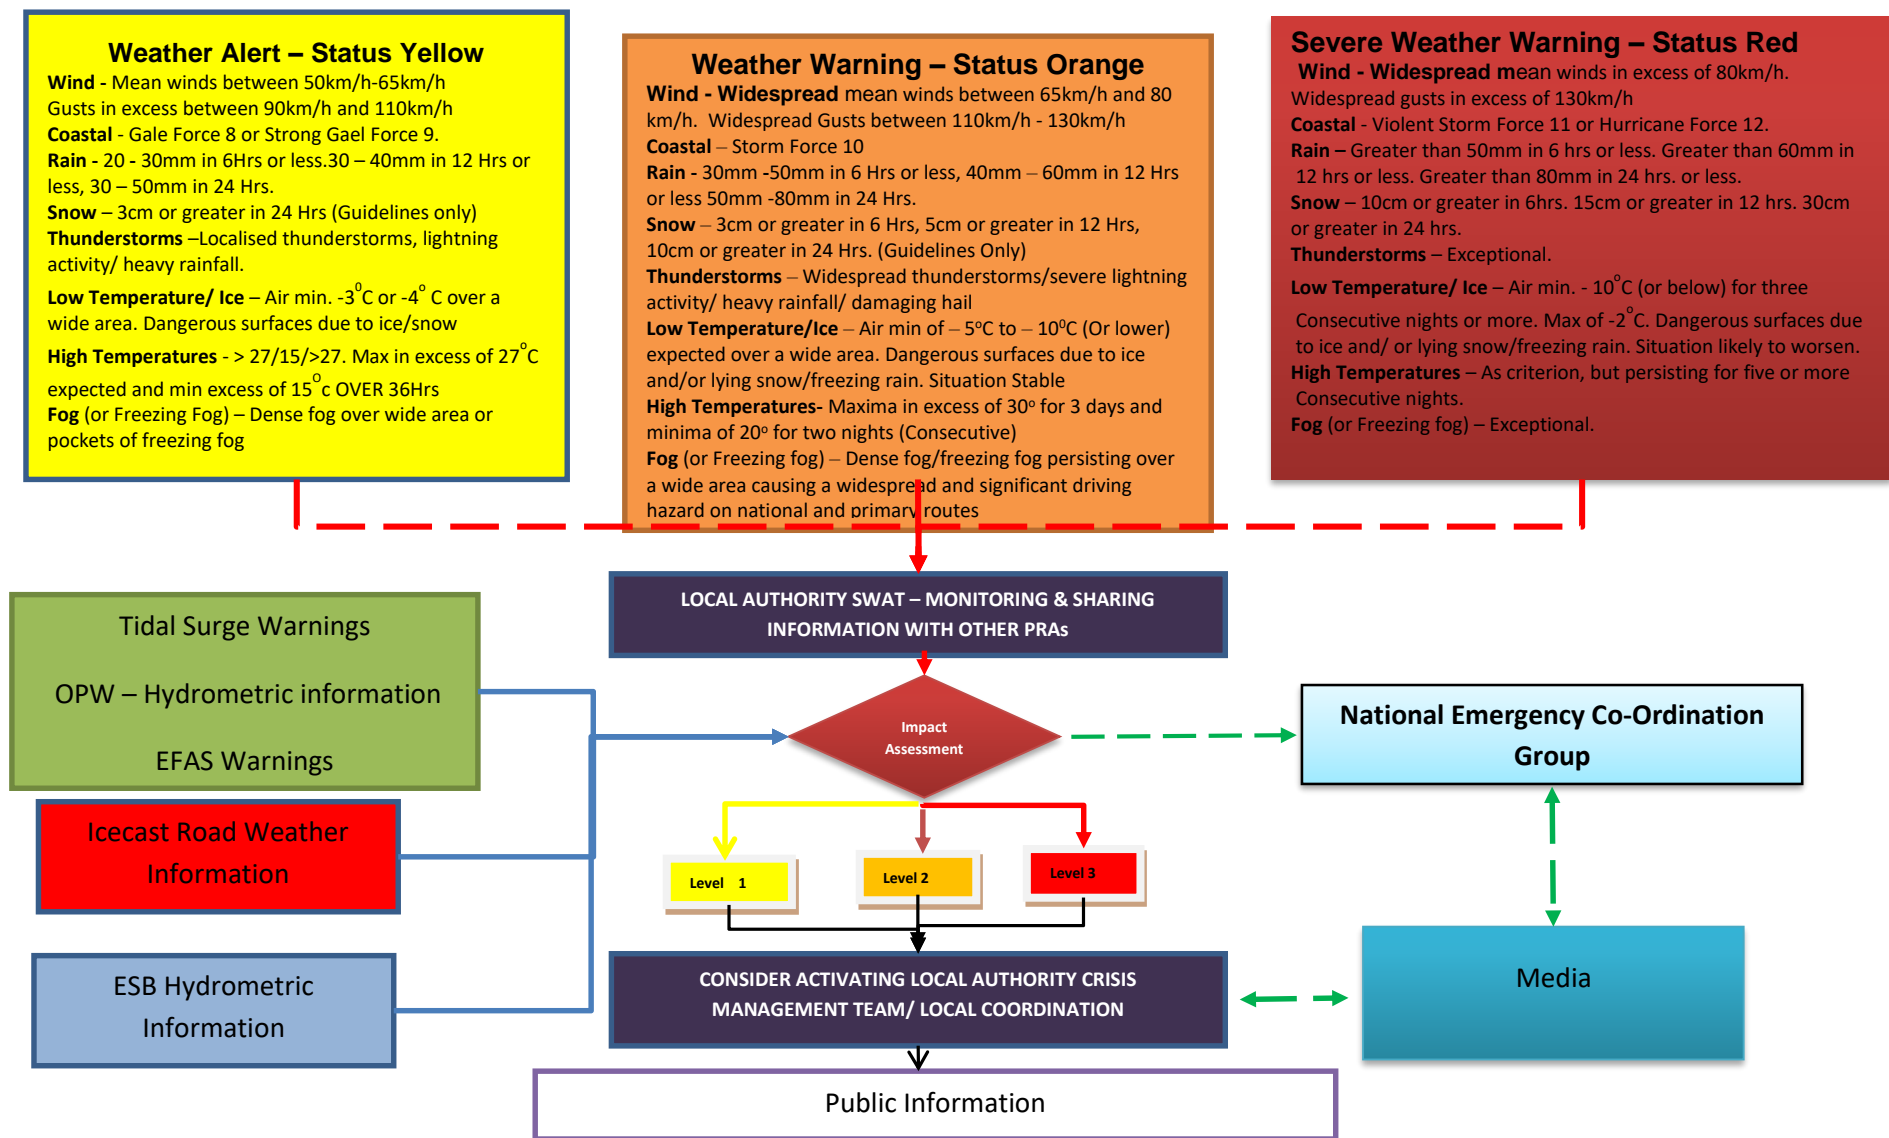 Weather Alert – Status Yellow
Wind - Mean winds between 50km/h-65km/h
Gusts in excess between 90km/h and 110km/h
Coastal - Gale Force 8 or Strong Gael Force 9.
Rain - 20 - 30mm in 6Hrs or less.30 – 40mm in 12 Hrs or
less, 30 – 50mm in 24 Hrs.
Snow – 3cm or greater in 24 Hrs (Guidelines only)
Thunderstorms –Localised thunderstorms, lightning
activity/ heavy rainfall.
Low Temperature/ Ice – Air min. -3⁰C or -4° C over a
wide area. Dangerous surfaces due to ice/snow
High Temperatures - > 27/15/>27. Max in excess of 27°C
expected and min excess of 15°c OVER 36Hrs
Fog (or Freezing Fog) – Dense fog over wide area or
pockets of freezing fog
Weather Warning – Status Orange
Wind - Widespread mean winds between 65km/h and 80
km/h. Widespread Gusts between 110km/h - 130km/h
Coastal – Storm Force 10
Rain - 30mm -50mm in 6 Hrs or less, 40mm – 60mm in 12 Hrs
or less 50mm -80mm in 24 Hrs.
Snow – 3cm or greater in 6 Hrs, 5cm or greater in 12 Hrs,
10cm or greater in 24 Hrs. (Guidelines Only)
Thunderstorms – Widespread thunderstorms/severe lightning
activity/ heavy rainfall/ damaging hail
Low Temperature/Ice – Air min of – 5°C to – 10⁰C (Or lower)
expected over a wide area. Dangerous surfaces due to ice
and/or lying snow/freezing rain. Situation Stable
High Temperatures- Maxima in excess of 30° for 3 days and
minima of 20° for two nights (Consecutive)
Fog (or Freezing fog) – Dense fog/freezing fog persisting over
a wide area causing a widespread and significant driving
hazard on national and primary routes
Severe Weather Warning – Status Red
Wind - Widespread mean winds in excess of 80km/h.
Widespread gusts in excess of 130km/h
Coastal - Violent Storm Force 11 or Hurricane Force 12.
Rain – Greater than 50mm in 6 hrs or less. Greater than 60mm in
12 hrs or less. Greater than 80mm in 24 hrs. or less.
Snow – 10cm or greater in 6hrs. 15cm or greater in 12 hrs. 30cm
or greater in 24 hrs.
Thunderstorms – Exceptional.
Low Temperature/ Ice – Air min. - 10°C (or below) for three
Consecutive nights or more. Max of -2°C. Dangerous surfaces due
to ice and/ or lying snow/freezing rain. Situation likely to worsen.
High Temperatures – As criterion, but persisting for five or more
Consecutive nights.
Fog (or Freezing fog) – Exceptional.
LOCAL AUTHORITY SWAT – MONITORING & SHARING
INFORMATION WITH OTHER PRAs
Tidal Surge Warnings
OPW – Hydrometric information
EFAS Warnings
Impact
Assessment
National Emergency Co-Ordination
Group
Icecast Road Weather
Information
Level 1
Level 2
Level 3
ESB Hydrometric
Information
CONSIDER ACTIVATING LOCAL AUTHORITY CRISIS
MANAGEMENT TEAM/ LOCAL COORDINATION
Media
Public Information